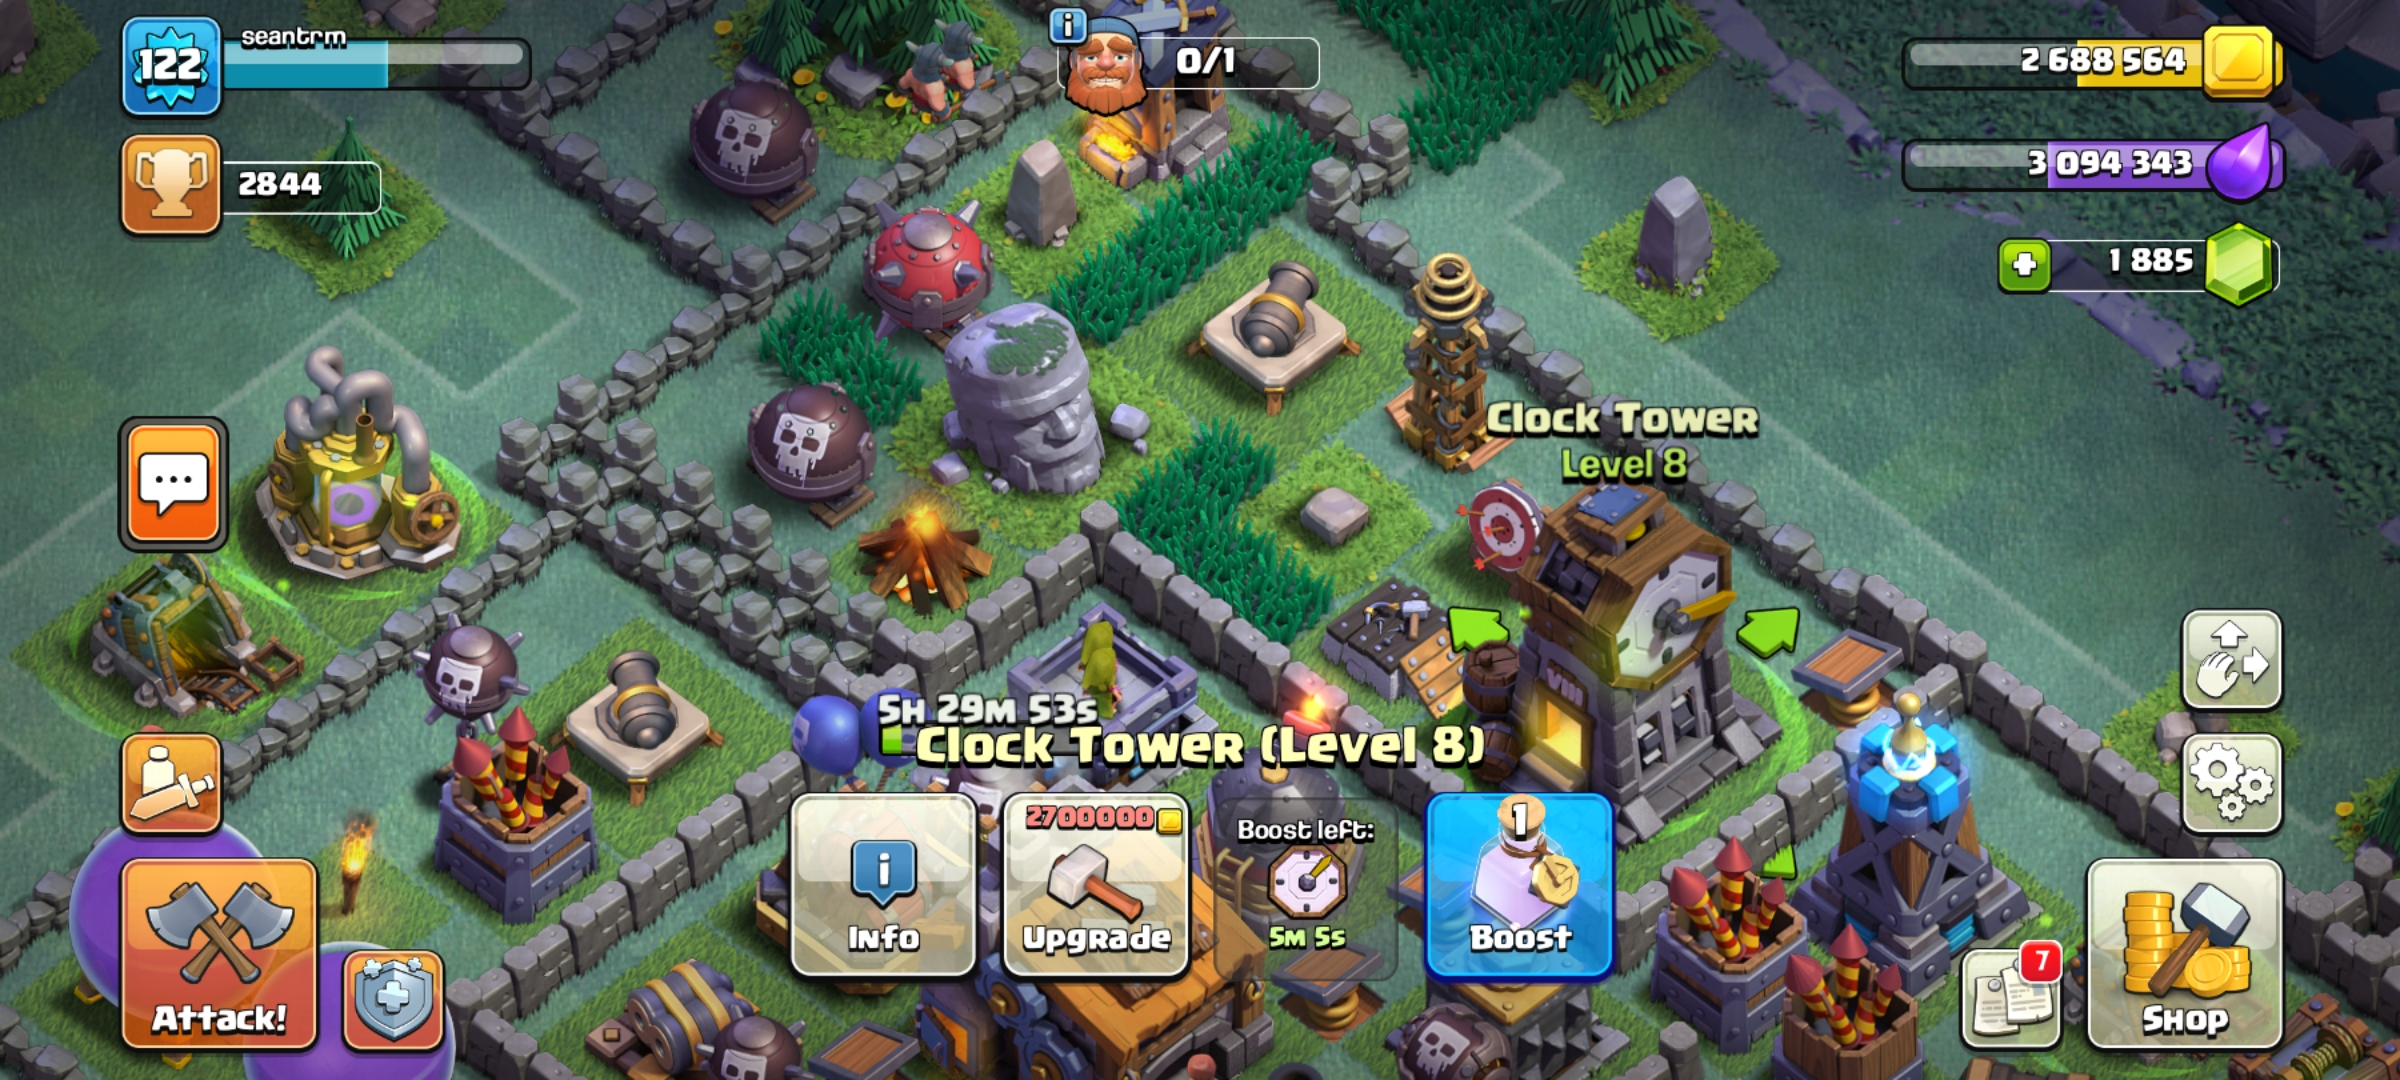 122
seantrm
0/1
2 688 564
2844
3 094 343
1 885
Clock Tower
Level 8
VIII
5H 29M 53s
Clock Tower (Level 8)
2700000
Info
Upgrade
Boost left:
5M 5s
1
Boost
Attack!
7
Shop